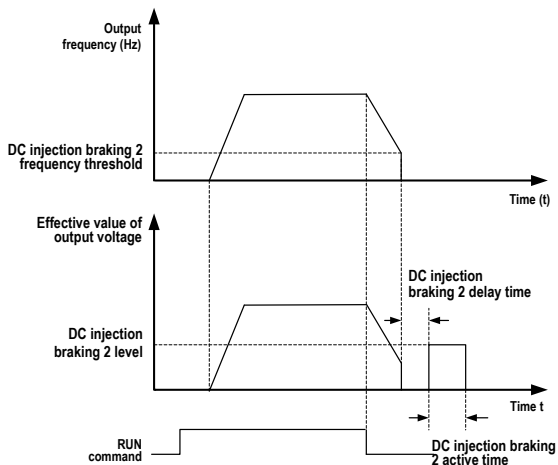 Output
frequency (Hz)
DC injection braking 2
frequency threshold
Time (t)
Effective value of
output voltage
DC injection
braking 2 delay time
DC injection
braking 2 level
Time t
RUN
command
DC injection braking
2 active time